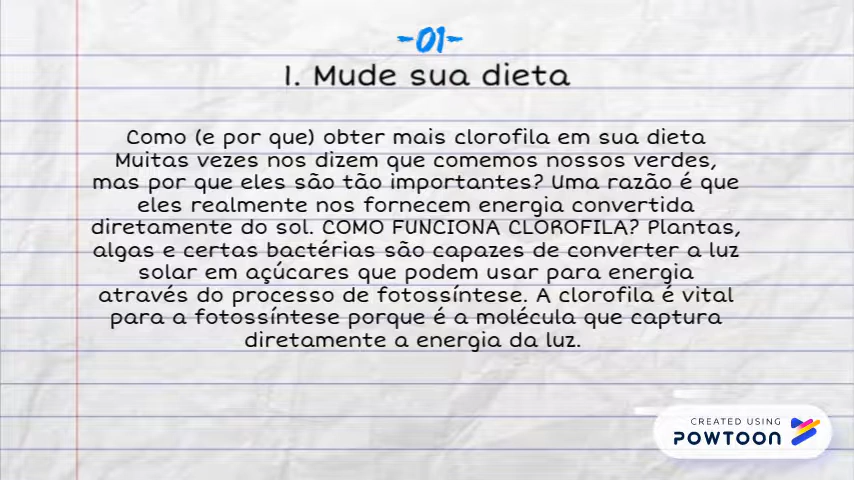 -01-
1. Mude sua dieta
Como (e por que) obter mais clorofila em sua dieta
Muitas vezes nos dizem que comemos nossos verdes,
mas por que eles são tão importantes? Uma razão é que
eles realmente nos fornecem energia convertida
diretamente do sol. COMO FUNCIONA CLOROFILA? Plantas,
algas e certas bactérias são capazes de converter a luz
solar em açúcares que podem usar para energia
através do processo de fotossíntese. A clorofila é vital
para a fotossíntese porque é a molécula que captura
diretamente a energia da luz.
CREATED USING
POWTOON